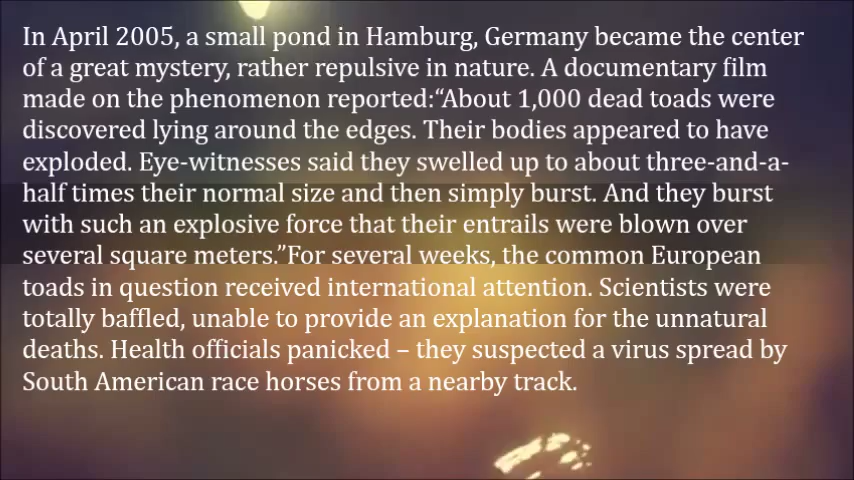 In April 2005, a small pond in Hamburg, Germany became the center
of a great mystery, rather repulsive in nature. A documentary film
made on the phenomenon reported:“About 1,000 dead toads were
discovered lying around the edges. Their bodies appeared to have
exploded. Eye-witnesses said they swelled up to about three-and-a-
half times their normal size and then simply burst. And they burst
with such an explosive force that their entrails were blown over
several square meters.”For several weeks, the common European
toads in question received international attention. Scientists were
totally baffled, unable to provide an explanation for the unnatural
deaths. Health officials panicked – they suspected a virus spread by
South American race horses from a nearby track.